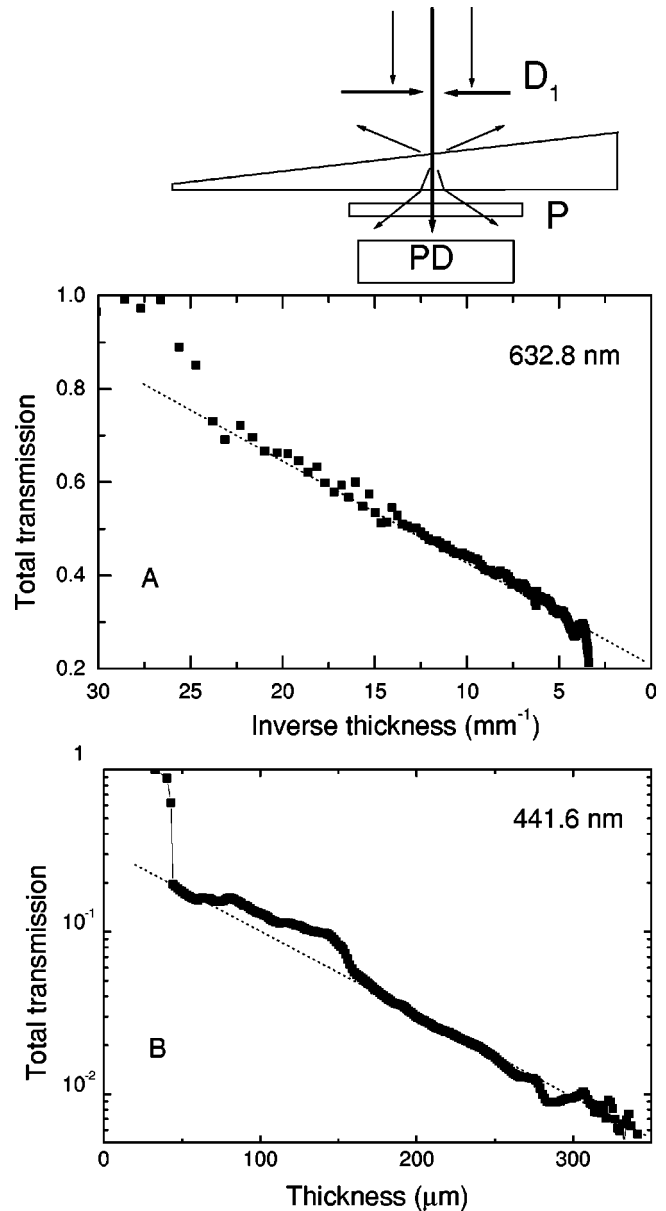 D₁
P
PD
1.0
632.8 nm
0.8
Total transmission
0.6
A
0.4
0.2
30 25 20 15 10 5 0
Inverse thickness (mm⁻¹)
1
441.6 nm
Total transmission
10⁻¹
B
10⁻²
0 100 200 300
Thickness (μm)